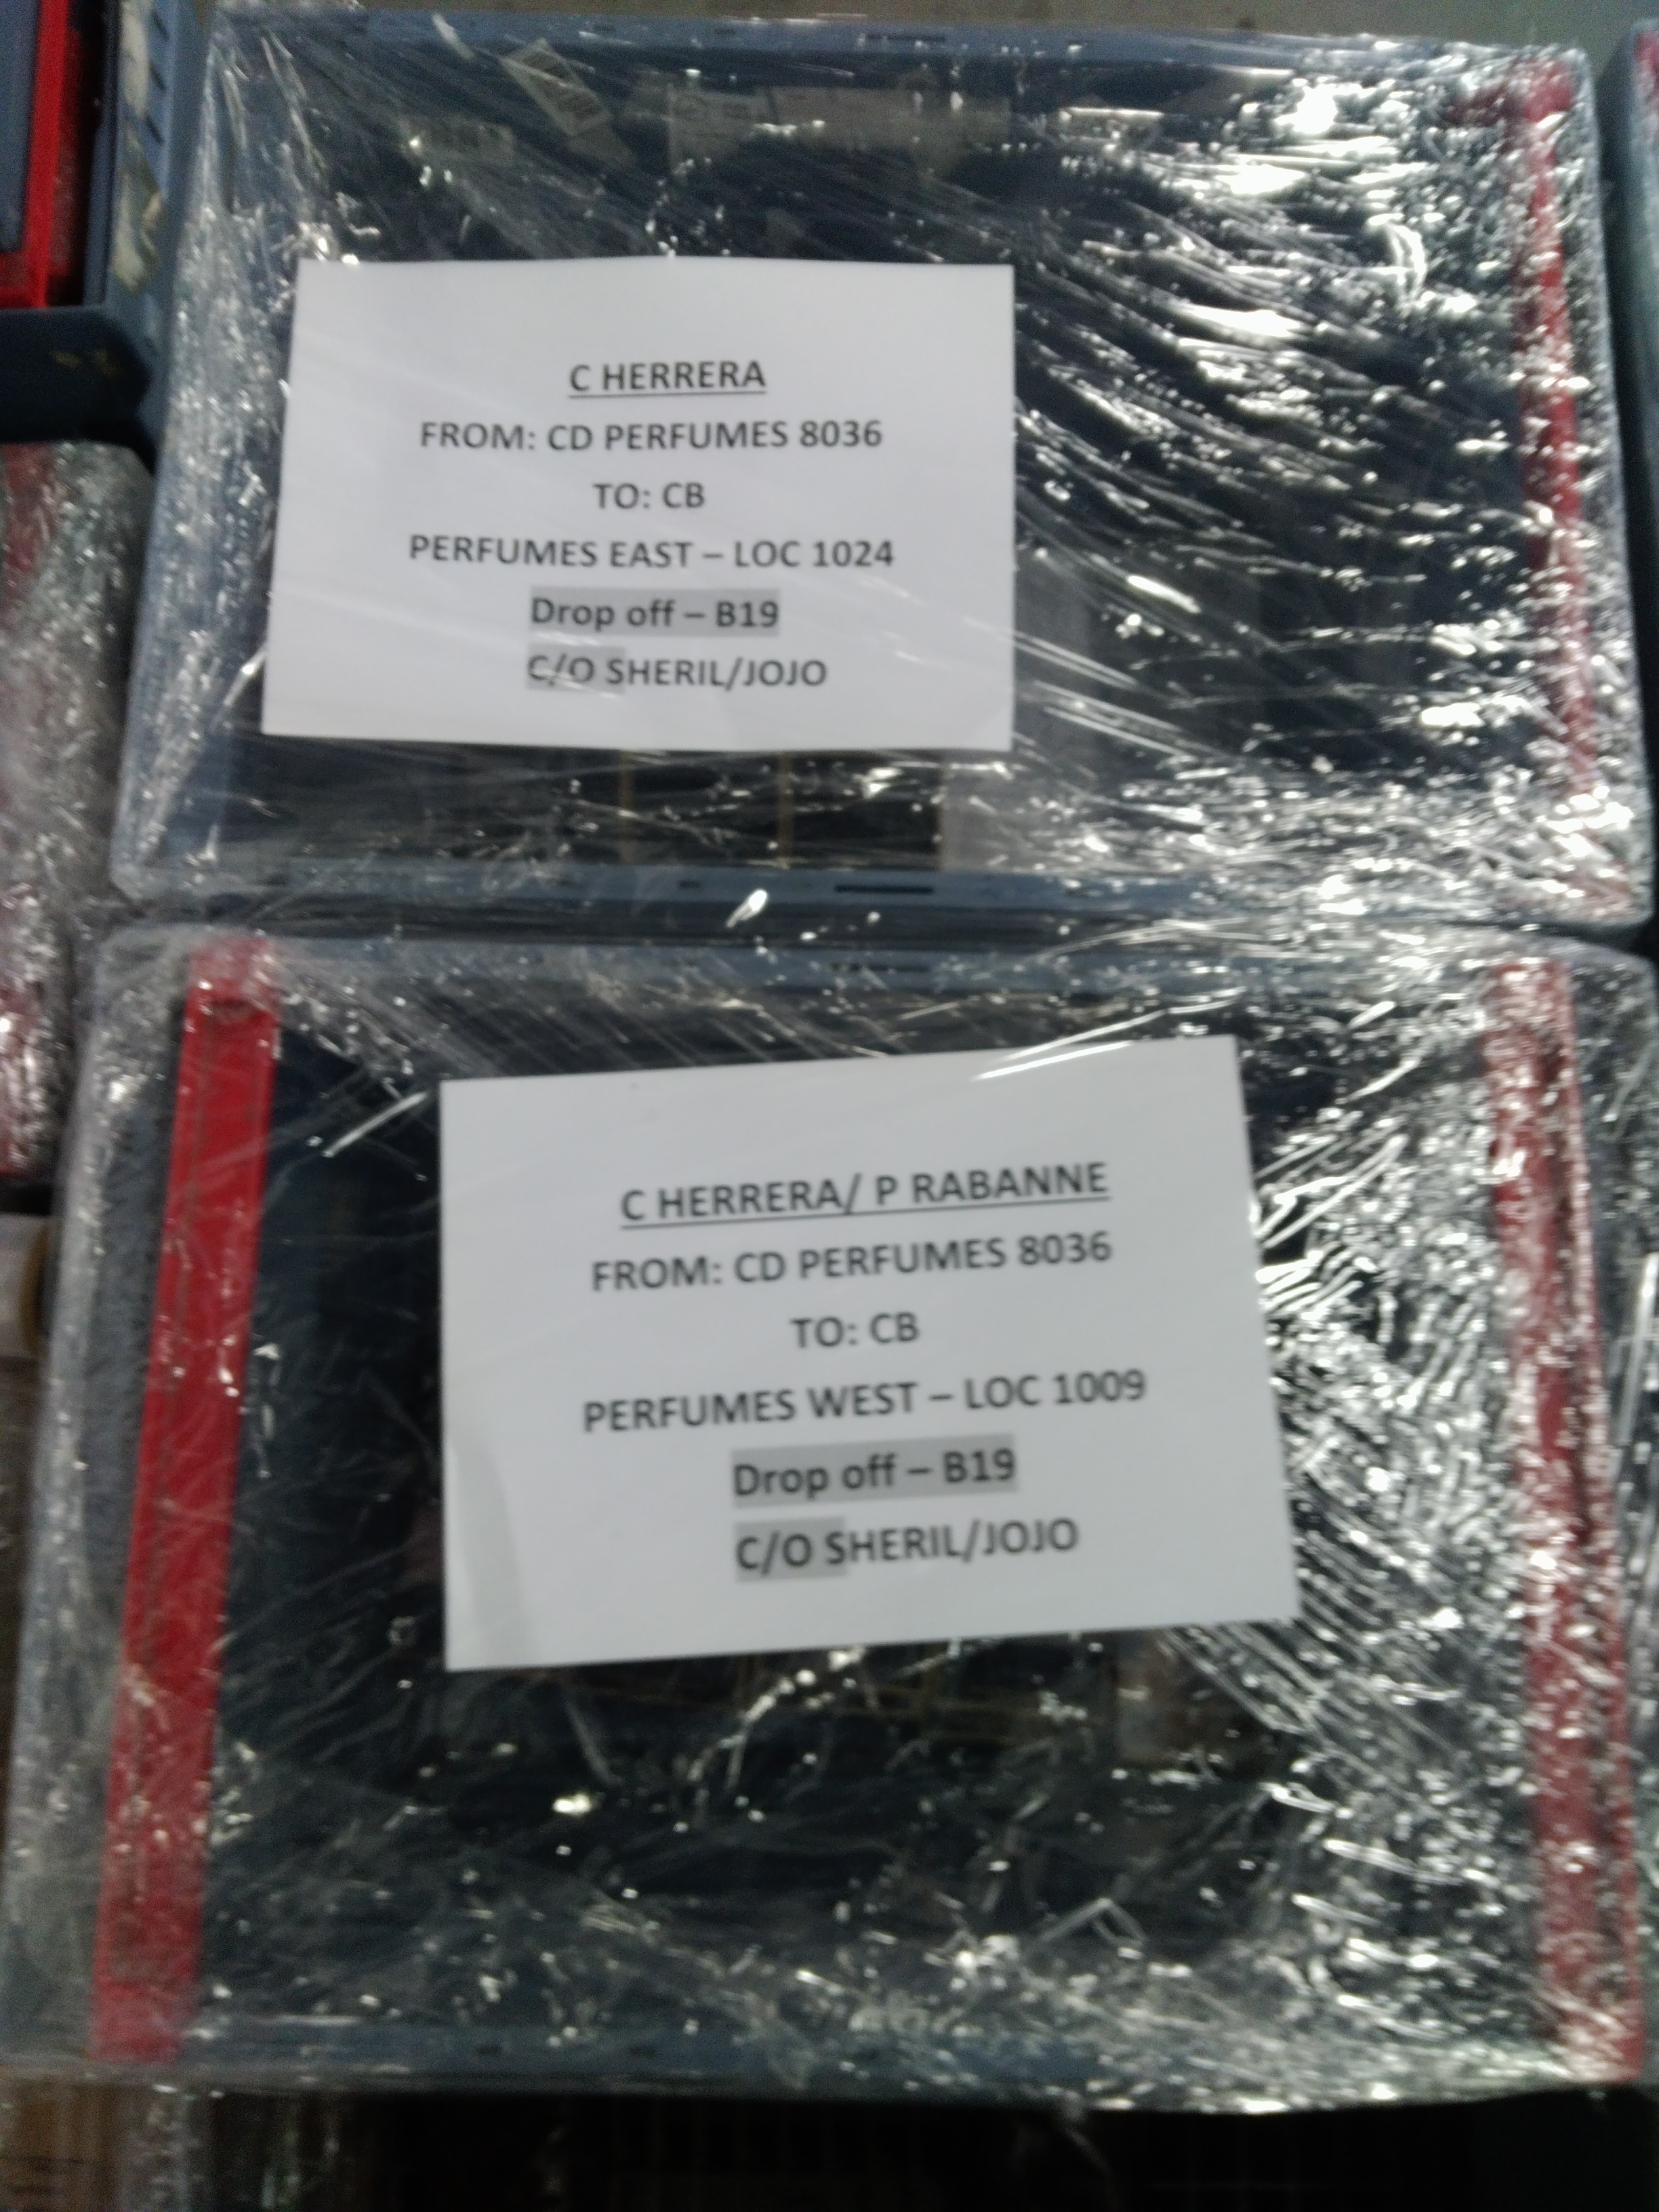 C HERRERA
FROM: CD PERFUMES 8036
TO: CB
PERFUMES EAST – LOC 1024
Drop off – B19
C/O SHERIL/JOJO
C HERRERA/ P RABANNE
FROM: CD PERFUMES 8036
TO: CB
PERFUMES WEST – LOC 1009
Drop off – B19
C/O SHERIL/JOJO